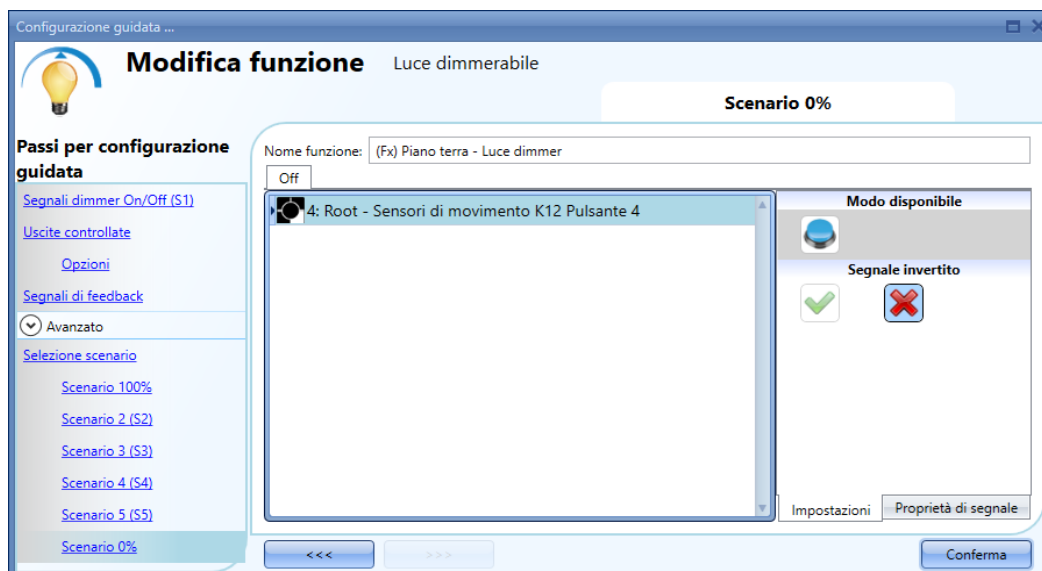 Configurazione guidata ...
Modifica funzione
Luce dimmerabile
Scenario 0%
Passi per configurazione
guidata
Segnali dimmer On/Off (S1)
Uscite controllate
Opzioni
Segnali di feedback
Avanzato
Selezione scenario
Scenario 100%
Scenario 2 (S2)
Scenario 3 (S3)
Scenario 4 (S4)
Scenario 5 (S5)
Scenario 0%
Nome funzione: (Fx) Piano terra - Luce dimmer
Off
4: Root - Sensori di movimento K12 Pulsante 4
Modo disponibile
Segnale invertito
Impostazioni
Proprietà di segnale
<<<
>>>
Conferma